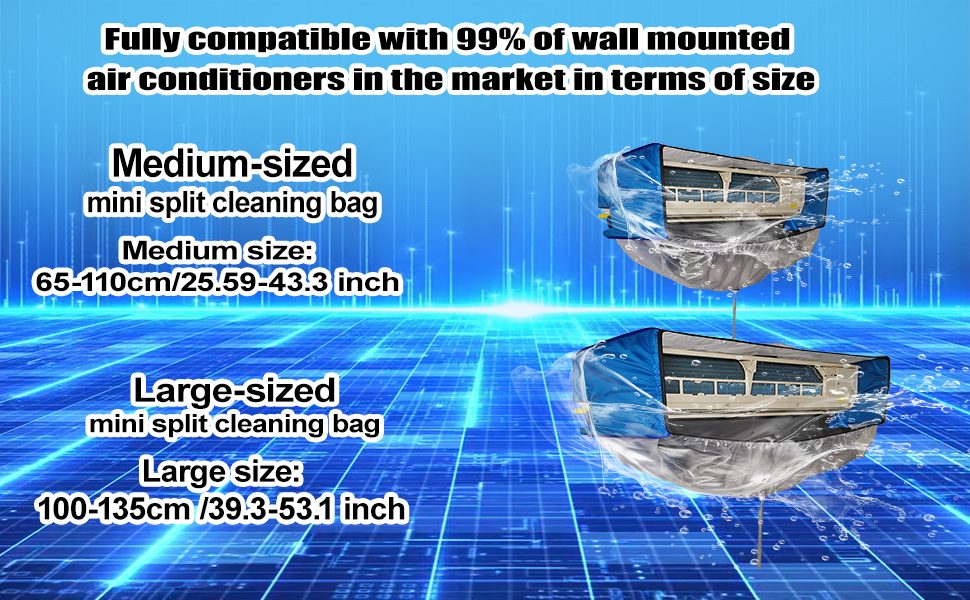 Fully compatible with 99% of wall mounted
air conditioners in the market in terms of size
Medium-sized
mini split cleaning bag
Medium size:
65-110cm/25.59-43.3 inch
Large-sized
mini split cleaning bag
Large size:
100-135cm /39.3-53.1 inch